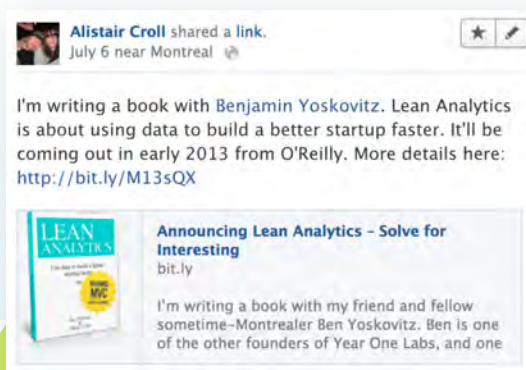 Alistair Croll shared a link.
July 6 near Montreal
I'm writing a book with Benjamin Yoskovitz. Lean Analytics
is about using data to build a better startup faster. It'll be
coming out in early 2013 from O'Reilly. More details here:
http://bit.ly/M13sQX
LEAN
ANALYTICS
MVC
Announcing Lean Analytics – Solve for
Interesting
bit.ly
I'm writing a book with my friend and fellow
sometime-Montrealer Ben Yoskovitz. Ben is one
of the other founders of Year One Labs, and one